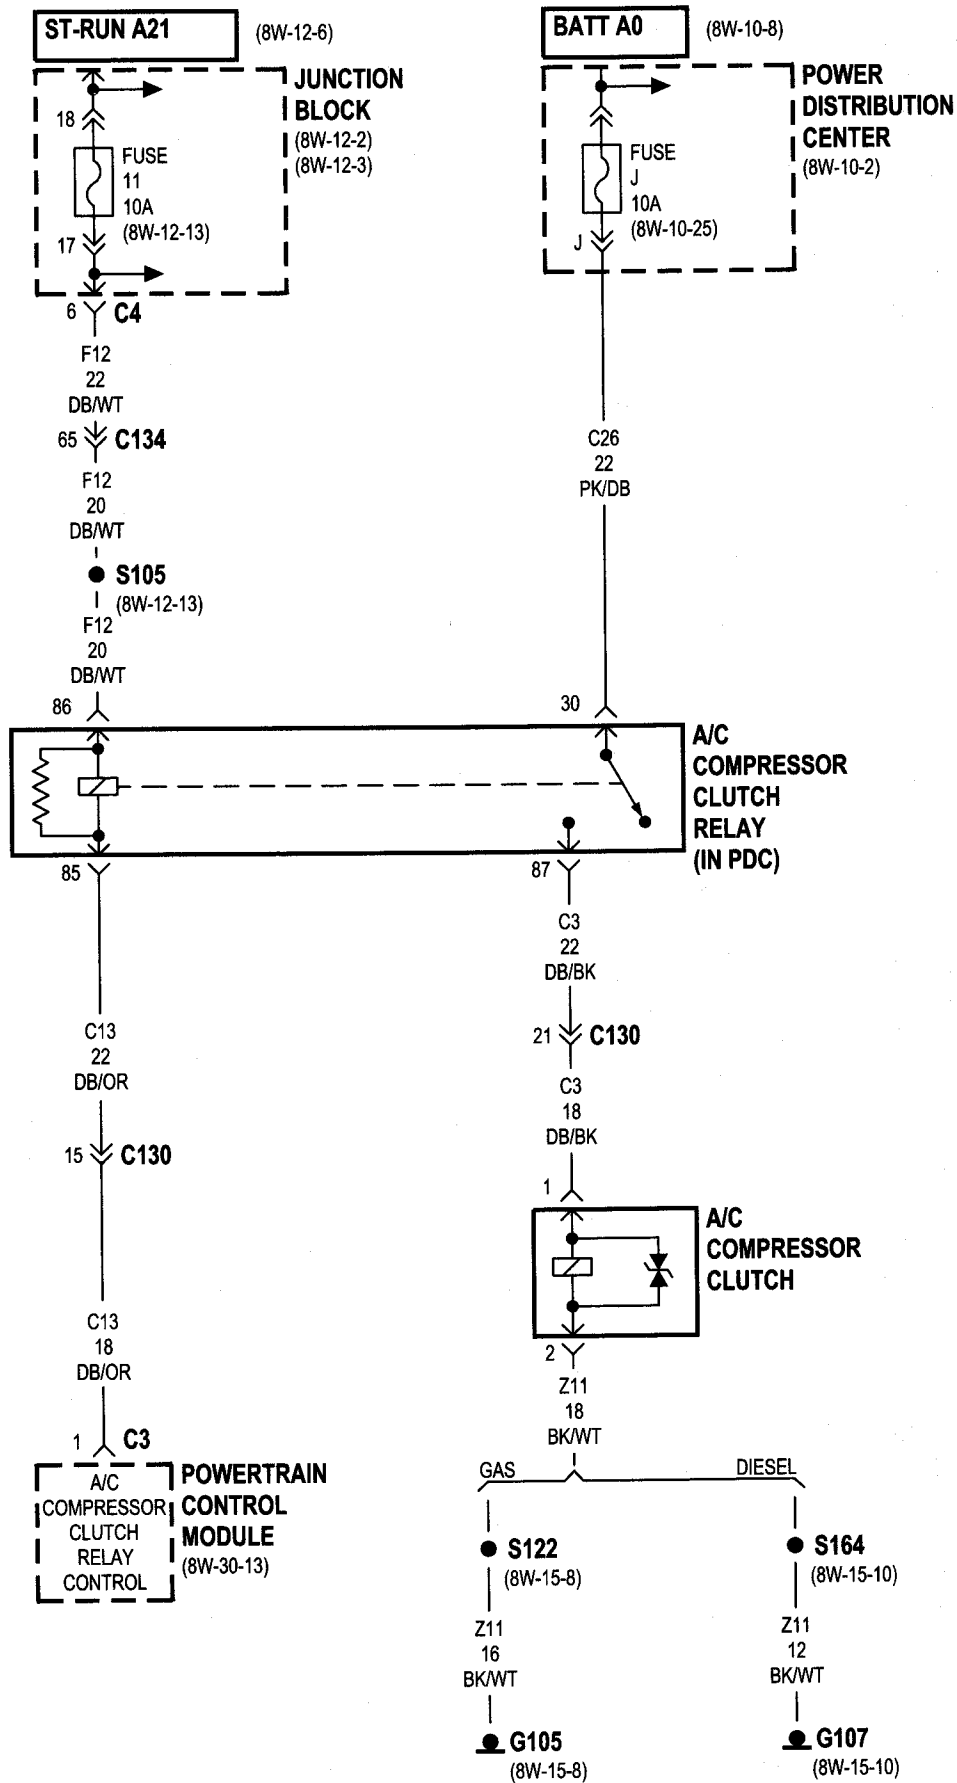 ST-RUN A21
(8W-12-6)
BATT A0
(8W-10-8)
JUNCTION
BLOCK
(8W-12-2)
(8W-12-3)
18
FUSE
11
10A
(8W-12-13)
17
POWER
DISTRIBUTION
CENTER
(8W-10-2)
FUSE
J
10A
(8W-10-25)
J
6
C4
F12
22
DB/WT
65
C134
F12
20
DB/WT
S105
(8W-12-13)
F12
20
DB/WT
86
C26
22
PK/DB
30
A/C
COMPRESSOR
CLUTCH
RELAY
(IN PDC)
85
87
C3
22
DB/BK
21
C130
C3
18
DB/BK
1
C13
22
DB/OR
15
C130
C13
18
DB/OR
1
C3
A/C
COMPRESSOR
CLUTCH
RELAY
CONTROL
POWERTRAIN
CONTROL
MODULE
(8W-30-13)
A/C
COMPRESSOR
CLUTCH
2
Z11
18
BK/WT
GAS
DIESEL
S122
(8W-15-8)
S164
(8W-15-10)
Z11
16
BK/WT
Z11
12
BK/WT
G105
(8W-15-8)
G107
(8W-15-10)